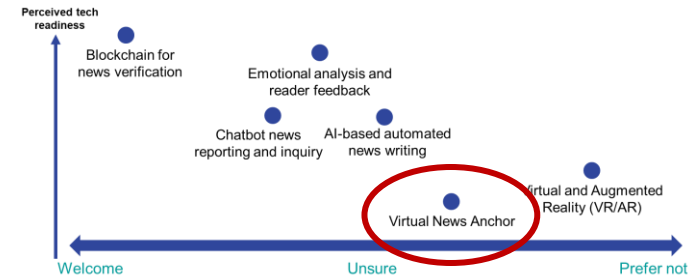 Perceived tech
readiness
Blockchain for
news verification
Emotional analysis and
reader feedback
Chatbot news
reporting and inquiry
AI-based automated
news writing
Virtual and Augmented
Reality (VR/AR)
Virtual News Anchor
Welcome
Unsure
Prefer not